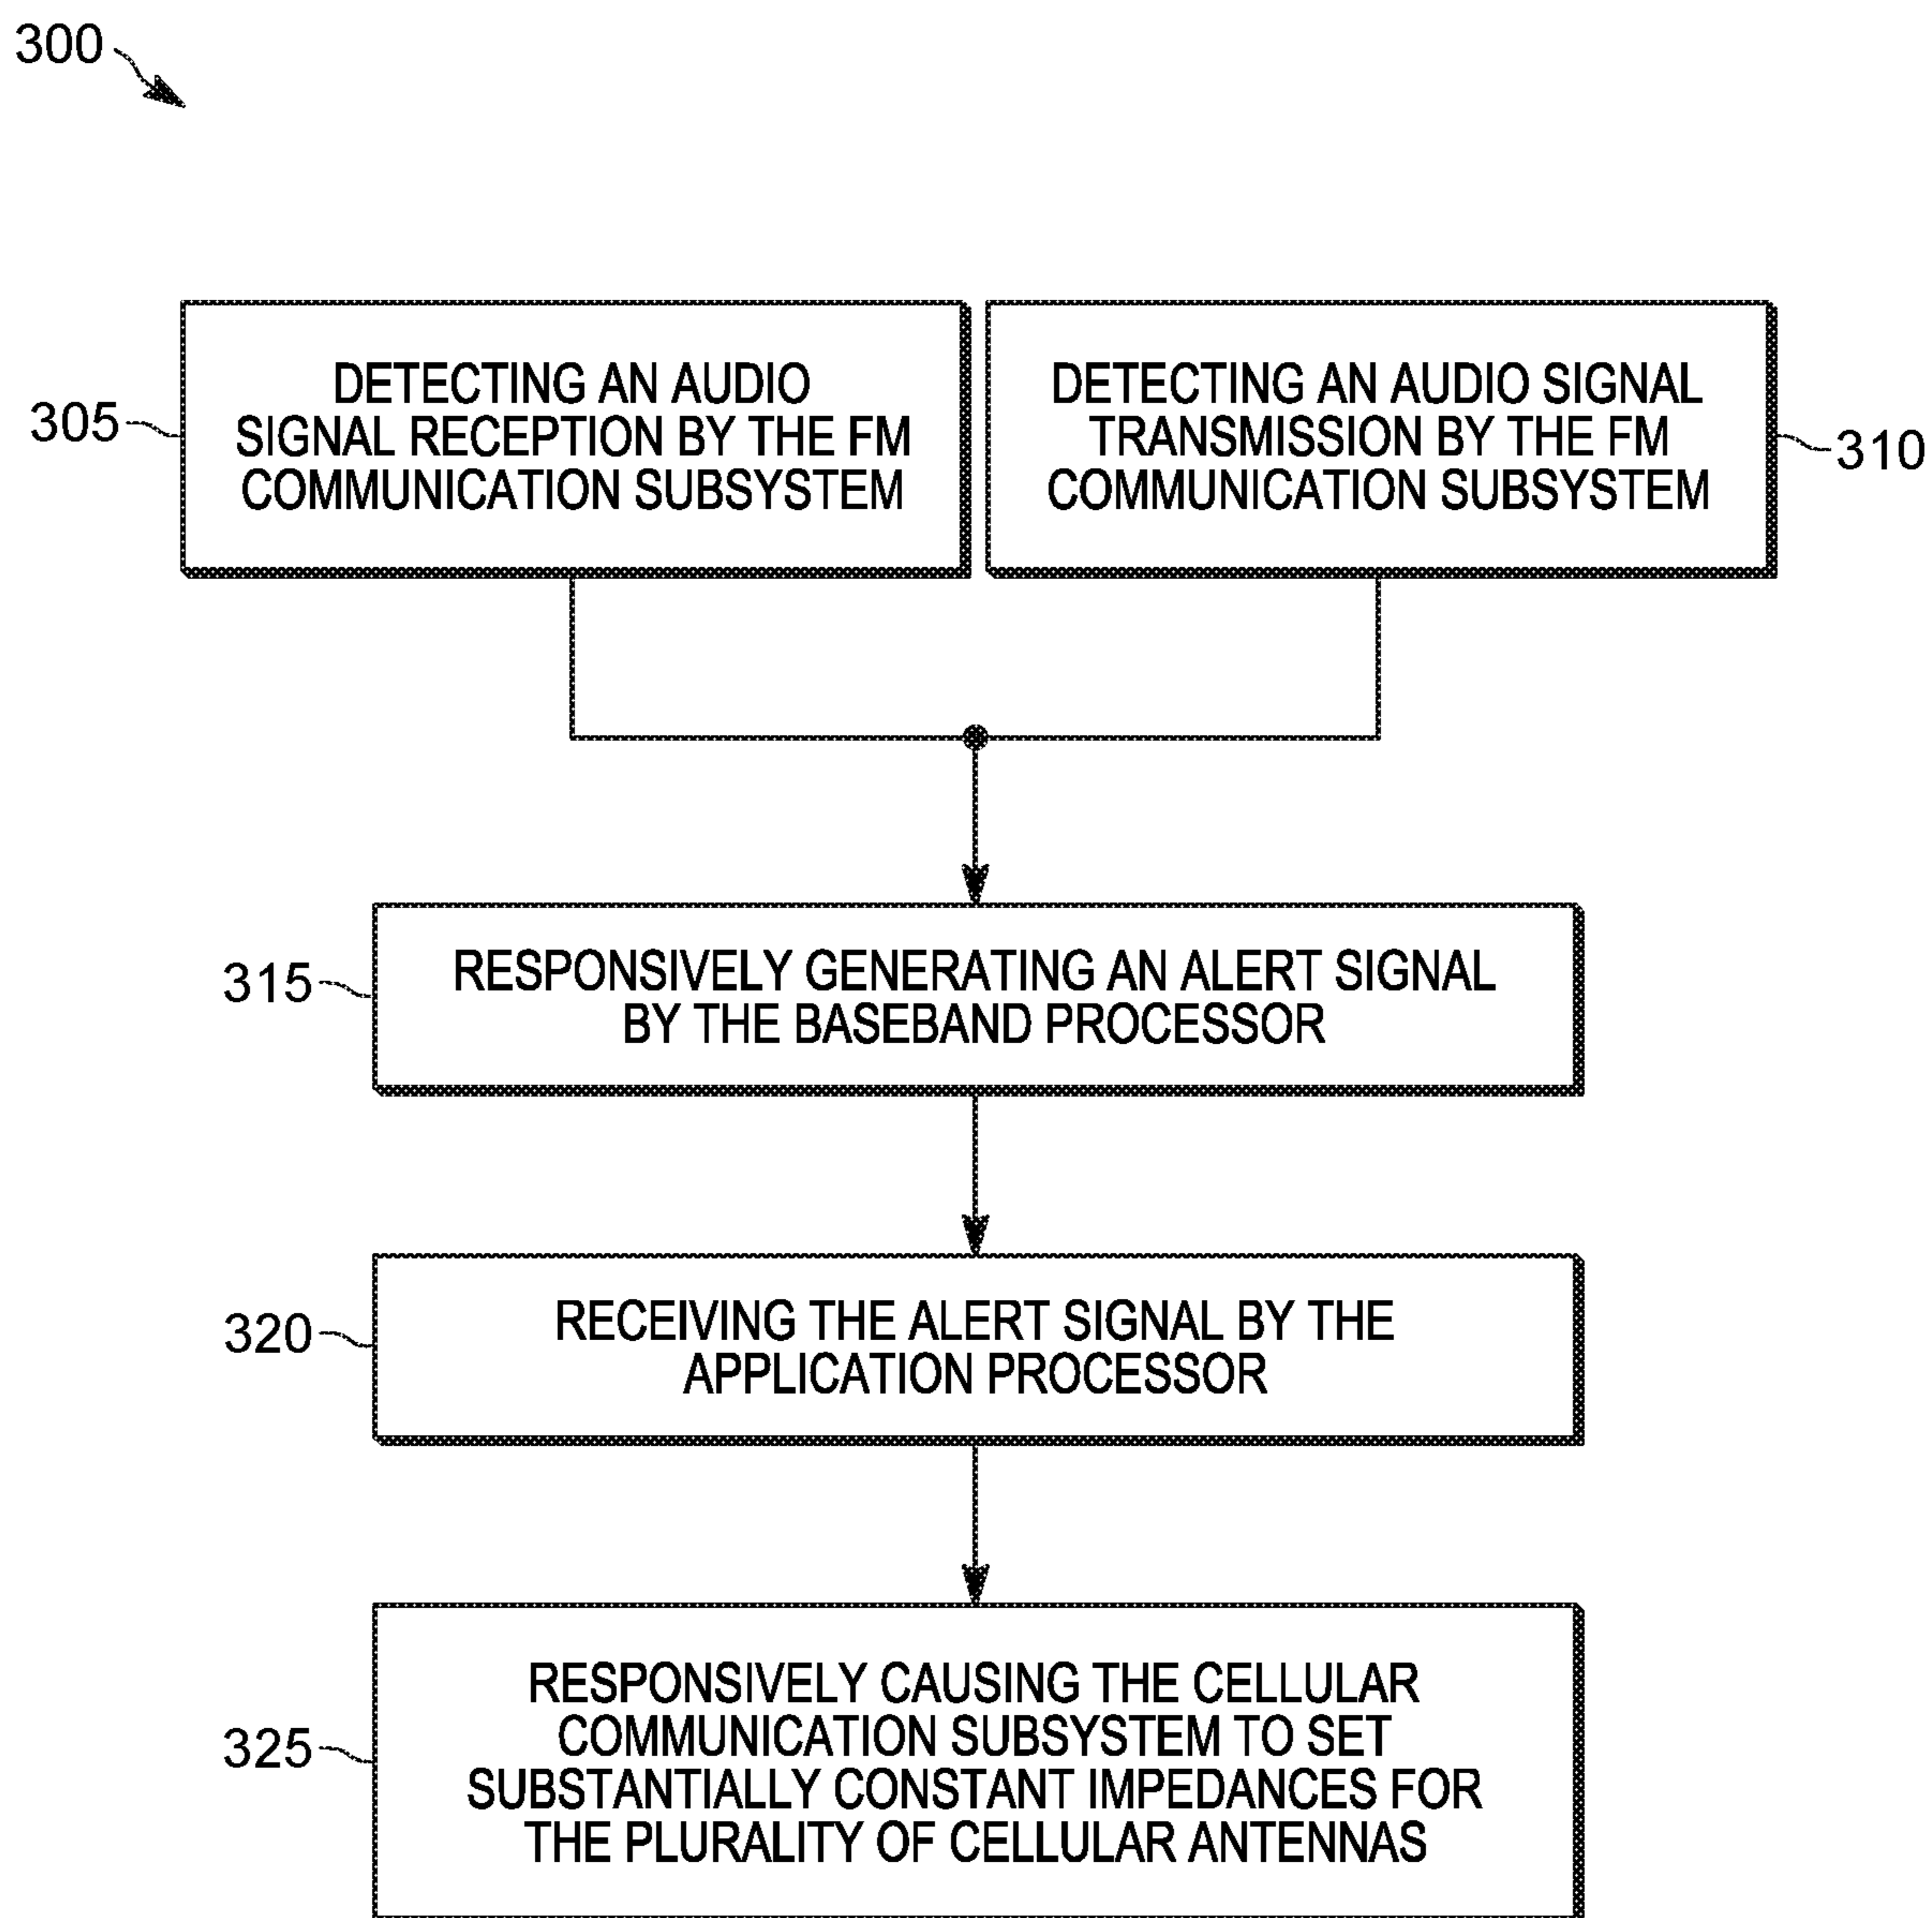 300
305
DETECTING AN AUDIO
SIGNAL RECEPTION BY THE FM
COMMUNICATION SUBSYSTEM
DETECTING AN AUDIO SIGNAL
TRANSMISSION BY THE FM
COMMUNICATION SUBSYSTEM
310
315
RESPONSIVELY GENERATING AN ALERT SIGNAL
BY THE BASEBAND PROCESSOR
320
RECEIVING THE ALERT SIGNAL BY THE
APPLICATION PROCESSOR
325
RESPONSIVELY CAUSING THE CELLULAR
COMMUNICATION SUBSYSTEM TO SET
SUBSTANTIALLY CONSTANT IMPEDANCES FOR
THE PLURALITY OF CELLULAR ANTENNAS